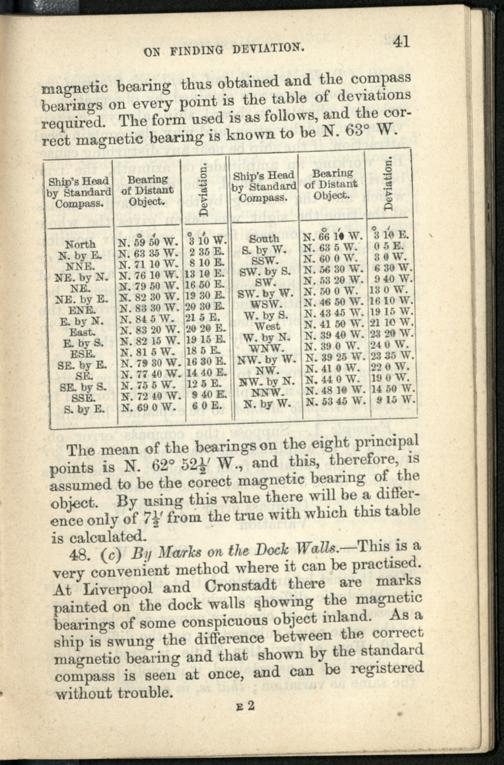 ON FINDING DEVIATION. 41
magnetic bearing thus obtained and the compass
bearings on every point is the table of deviations
required. The form used is as follows, and the cor-
rect magnetic bearing is known to be N. 63° W.
Ship's Head by Standard Compass. Bearing of Distant Object. Deviation. Ship's Head by Standard Compass. Bearing of Distant Object. Deviation.
North N. 59° 50′ W. 3° 10′ W. South N. 66° 10′ W. 3° 10′ E.
N. by E. N. 63 35 W. 2 35 E. S. by W. N. 63 5 W. 0 5 E.
NNE. N. 71 10 W. 8 10 E. SSW. N. 60 0 W. 3 0 W.
NE. by N. N. 76 10 W. 13 10 E. SW. by S. N. 56 30 W. 6 30 W.
NE. N. 79 50 W. 16 50 E. SW. N. 53 20 W. 9 40 W.
NE. by E. N. 82 30 W. 19 30 E. SW. by W. N. 50 0 W. 13 0 W.
ENE. N. 83 30 W. 20 30 E. WSW. N. 46 50 W. 16 10 W.
E. by N. N. 84 5 W. 21 5 E. W. by S. N. 43 45 W. 19 15 W.
East. N. 83 20 W. 20 20 E. West N. 41 50 W. 21 10 W.
E. by S. N. 82 15 W. 19 15 E. W. by N. N. 39 40 W. 23 20 W.
ESE. N. 81 5 W. 18 5 E. WNW. N. 39 0 W. 24 0 W.
SE. by E. N. 79 30 W. 16 30 E. NW. by W. N. 39 25 W. 23 35 W.
SE. N. 77 40 W. 14 40 E. NW. N. 41 0 W. 22 0 W.
SE. by S. N. 75 5 W. 12 5 E. NW. by N. N. 44 0 W. 19 0 W.
SSE. N. 72 40 W. 9 40 E. NNW. N. 48 10 W. 14 50 W.
S. by E. N. 69 0 W. 6 0 E. N. by W. N. 53 45 W. 9 15 W.
The mean of the bearings on the eight principal
points is N. 62° 52½′ W., and this, therefore, is
assumed to be the corect magnetic bearing of the
object. By using this value there will be a differ-
ence only of 7½′ from the true with which this table
is calculated.
48. (c) By Marks on the Dock Walls.—This is a
very convenient method where it can be practised.
At Liverpool and Cronstadt there are marks
painted on the dock walls showing the magnetic
bearings of some conspicuous object inland. As a
ship is swung the difference between the correct
magnetic bearing and that shown by the standard
compass is seen at once, and can be registered
without trouble.
E 2